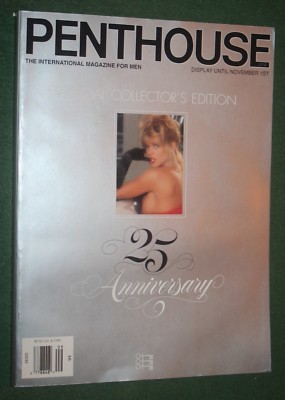 PENTHOUSE
THE INTERNATIONAL MAGAZINE FOR MEN
DISPLAY UNTIL NOVEMBER 1ST
COLLECTOR'S EDITION
25
Anniversary